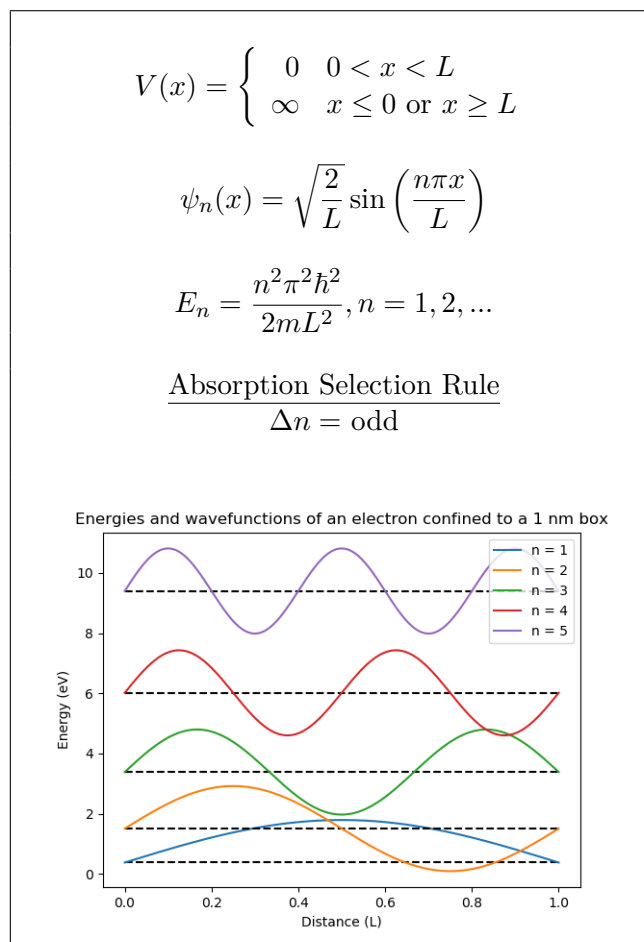 V(x) = { 0 0 < x < L
∞ x ≤ 0 or x ≥ L
ψₙ(x) = √(2/L) sin(nπx/L)
Eₙ = n²π²ħ²/2mL², n = 1, 2, ...
Absorption Selection Rule
Δn = odd
Energies and wavefunctions of an electron confined to a 1 nm box
n = 1
n = 2
n = 3
n = 4
n = 5
10
8
6
4
2
0
Energy (eV)
0.0 0.2 0.4 0.6 0.8 1.0
Distance (L)